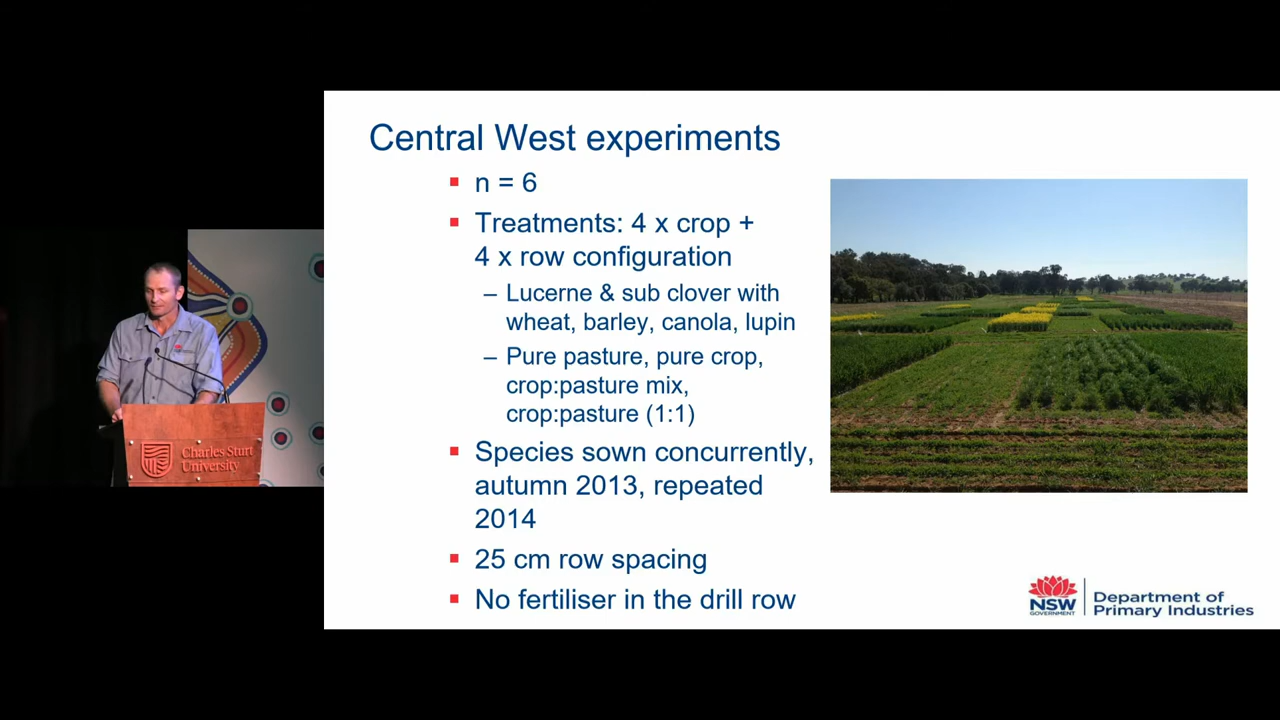 Central West experiments
n = 6
Treatments: 4 x crop +
4 x row configuration
– Lucerne & sub clover with
wheat, barley, canola, lupin
– Pure pasture, pure crop,
crop:pasture mix,
crop:pasture (1:1)
Species sown concurrently,
autumn 2013, repeated
2014
25 cm row spacing
No fertiliser in the drill row
Charles Sturt
University
NSW
GOVERNMENT
Department of
Primary Industries